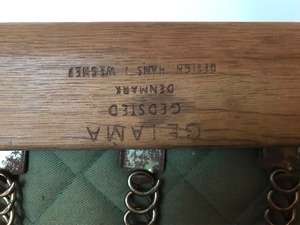 GETAMA
GEDSTED
DENMARK
DESIGN HANS J WEGNER